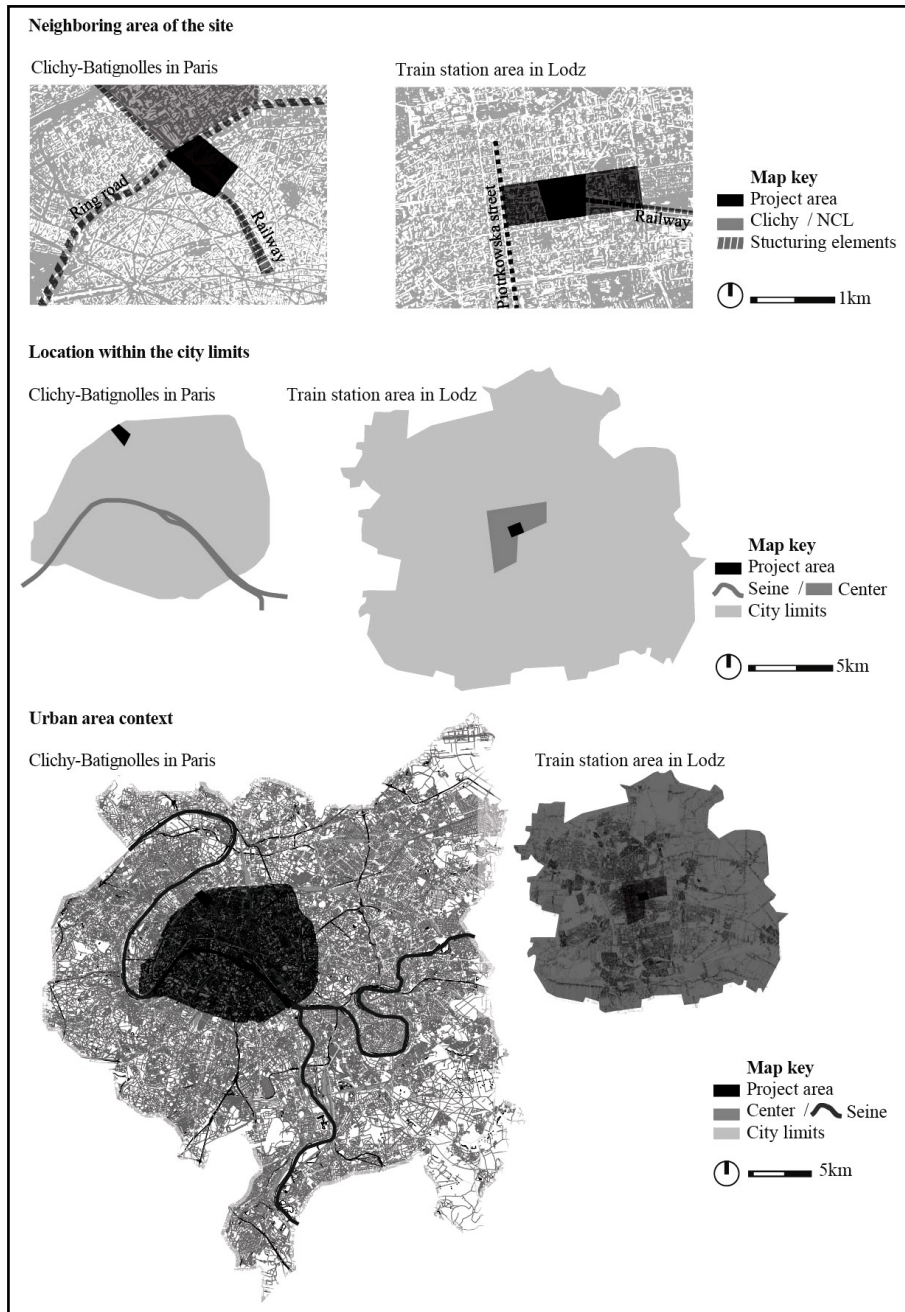 Neighboring area of the site
Clichy-Batignolles in Paris
Train station area in Lodz
Ring road
Railway
Piotrkowska street
Railway
Map key
Project area
Clichy / NCL
Stucturing elements
1km
Location within the city limits
Clichy-Batignolles in Paris
Train station area in Lodz
Map key
Project area
Seine / Center
City limits
5km
Urban area context
Clichy-Batignolles in Paris
Train station area in Lodz
Map key
Project area
Center / Seine
City limits
5km